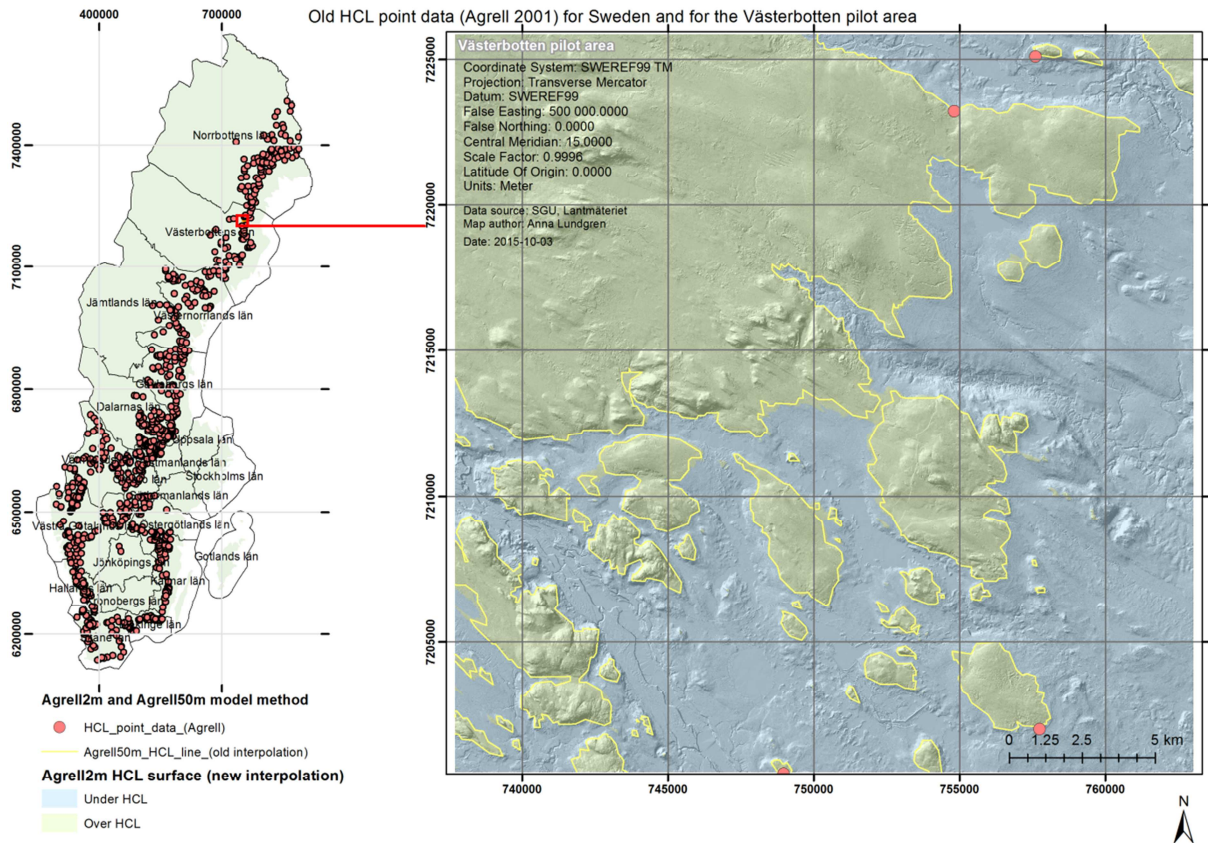 Old HCL point data (Agrell 2001) for Sweden and for the Västerbotten pilot area
400000 700000
7400000
7100000
6800000
6500000
6200000
Norrbottens län
Västerbottens län
Jämtlands län
Västernorrlands län
Gävleborgs län
Dalarnas län
Uppsala län
Västmanlands län
Stockholms län
Södermanlands län
Västra Götalands län
Östergötlands län
Gotlands län
Jönköpings län
Kalmar län
Hallands län
Kronobergs län
Blekinge län
Skåne län
Agrell2m and Agrell50m model method
HCL_point_data_(Agrell)
Agrell50m_HCL_line_(old interpolation)
Agrell2m HCL surface (new interpolation)
Under HCL
Over HCL
Västerbotten pilot area
Coordinate System: SWEREF99 TM
Projection: Transverse Mercator
Datum: SWEREF99
False Easting: 500 000.0000
False Northing: 0.0000
Central Meridian: 15.0000
Scale Factor: 0.9996
Latitude Of Origin: 0.0000
Units: Meter
Data source: SGU, Lantmäteriet
Map author: Anna Lundgren
Date: 2015-10-03
7225000
7220000
7215000
7210000
7205000
0 1.25 2.5 5 km
740000 745000 750000 755000 760000
N